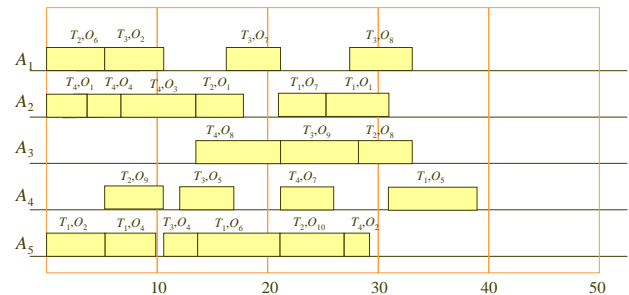 T₂,O₆ T₃,O₂ T₃,O₇ T₃,O₈
A₁
T₄,O₁ T₄,O₄ T₄,O₃ T₂,O₁ T₁,O₇ T₁,O₁
A₂
T₄,O₈ T₃,O₉ T₂,O₈
A₃
T₂,O₉ T₃,O₅ T₄,O₇ T₁,O₅
A₄
T₁,O₂ T₁,O₄ T₃,O₄ T₁,O₆ T₂,O₁₀ T₄,O₂
A₅
10 20 30 40 50